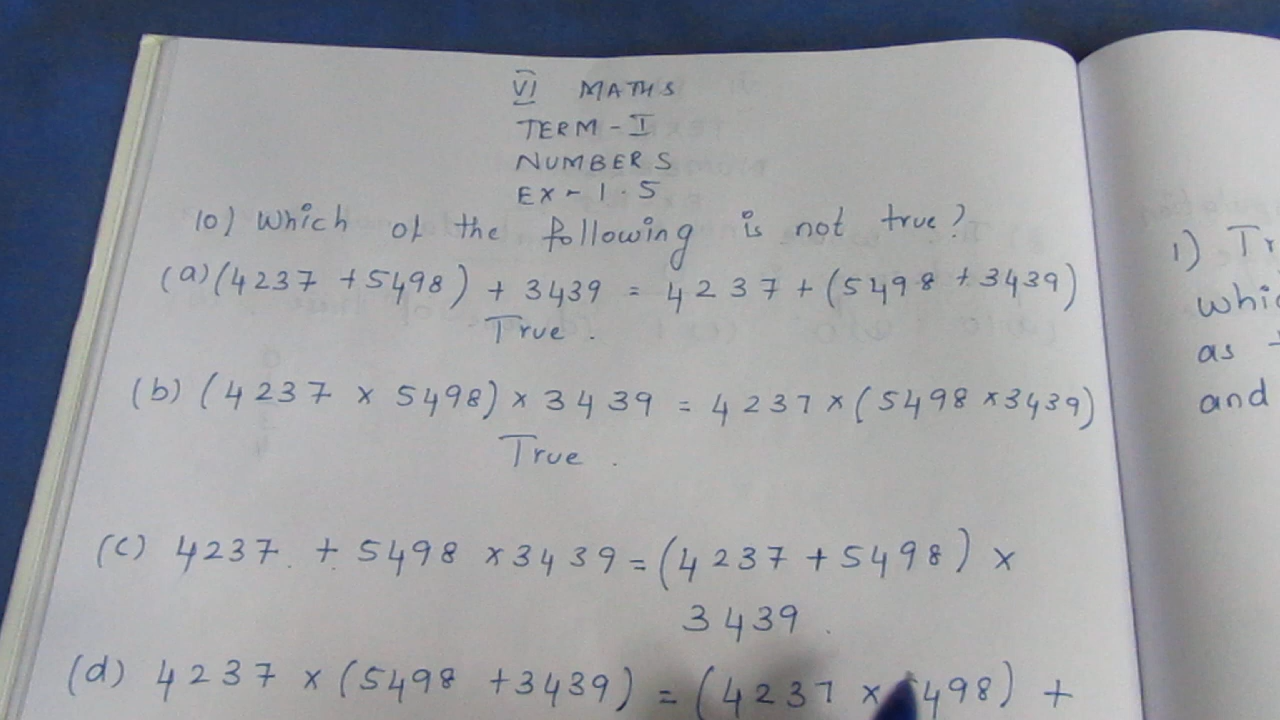 VI MATHS
TERM - I
NUMBERS
EX - 1.5
10) Which of the following is not true?
(a) (4237 + 5498) + 3439 = 4237 + (5498 + 3439)
True.
(b) (4237 × 5498) × 3439 = 4237 × (5498 × 3439)
True.
(c) 4237 + 5498 × 3439 = (4237 + 5498) ×
3439.
(d) 4237 × (5498 + 3439) = (4237 × 498) +
1)
as
and